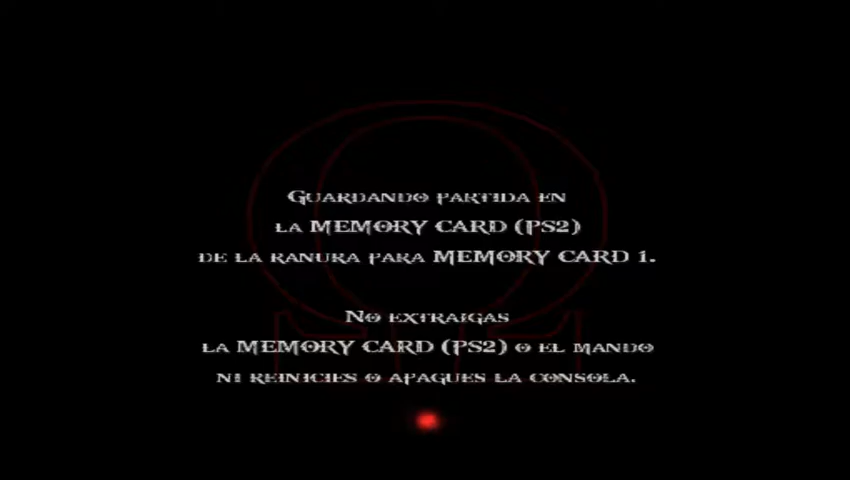 Guardando partida en
la MEMORY CARD (PS2)
de la ranura para MEMORY CARD 1.
No extraigas
la MEMORY CARD (PS2) o el mando
ni reinicies o apagues la consola.